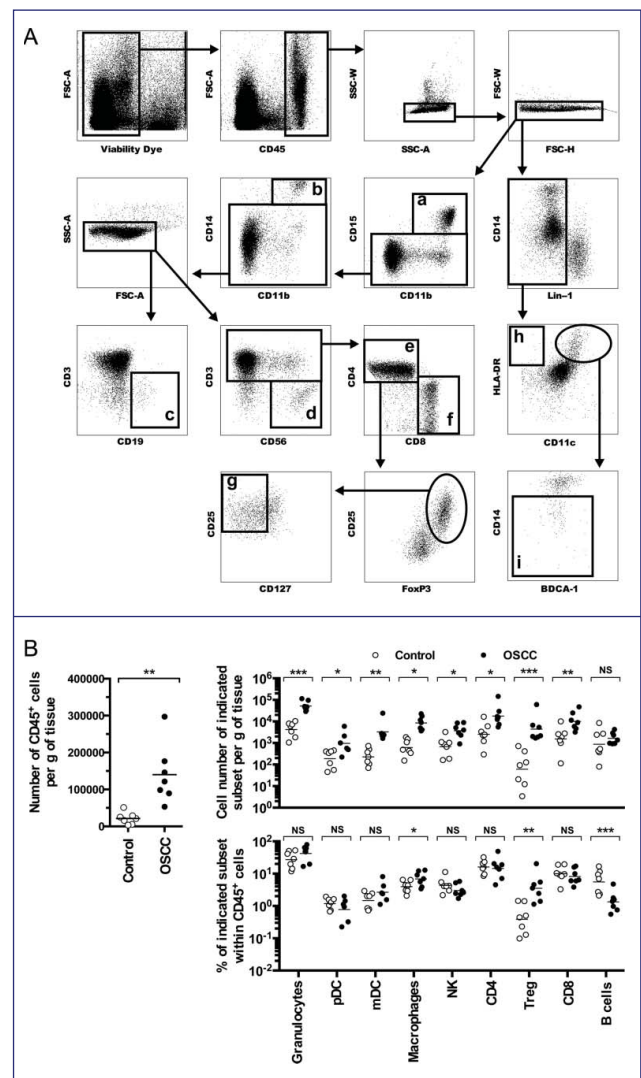 A
FSC-A
Viability Dye
FSC-A
CD45
SSC-W
SSC-A
FSC-W
FSC-H
SSC-A
FSC-A
b
CD14
CD11b
a
CD15
CD11b
CD14
Lin–1
CD3
c
CD19
CD3
d
CD56
e
CD4
f
CD8
h
HLA-DR
CD11c
g
CD25
CD127
CD25
FoxP3
CD14
i
BDCA-1
B
Number of CD45+ cells
per g of tissue
400000
300000
200000
150000
100000
50000
0
**
Control
OSCC
○ Control ● OSCC
Cell number of indicated
subset per g of tissue
10⁶
10⁵
10⁴
10³
10²
10¹
10⁰
*** * ** * * * *** ** NS
% of indicated subset
within CD45+ cells
10²
10¹
10⁰
10⁻¹
10⁻²
NS NS NS * NS NS ** NS ***
Granulocytes
pDC
mDC
Macrophages
NK
CD4
Treg
CD8
B cells